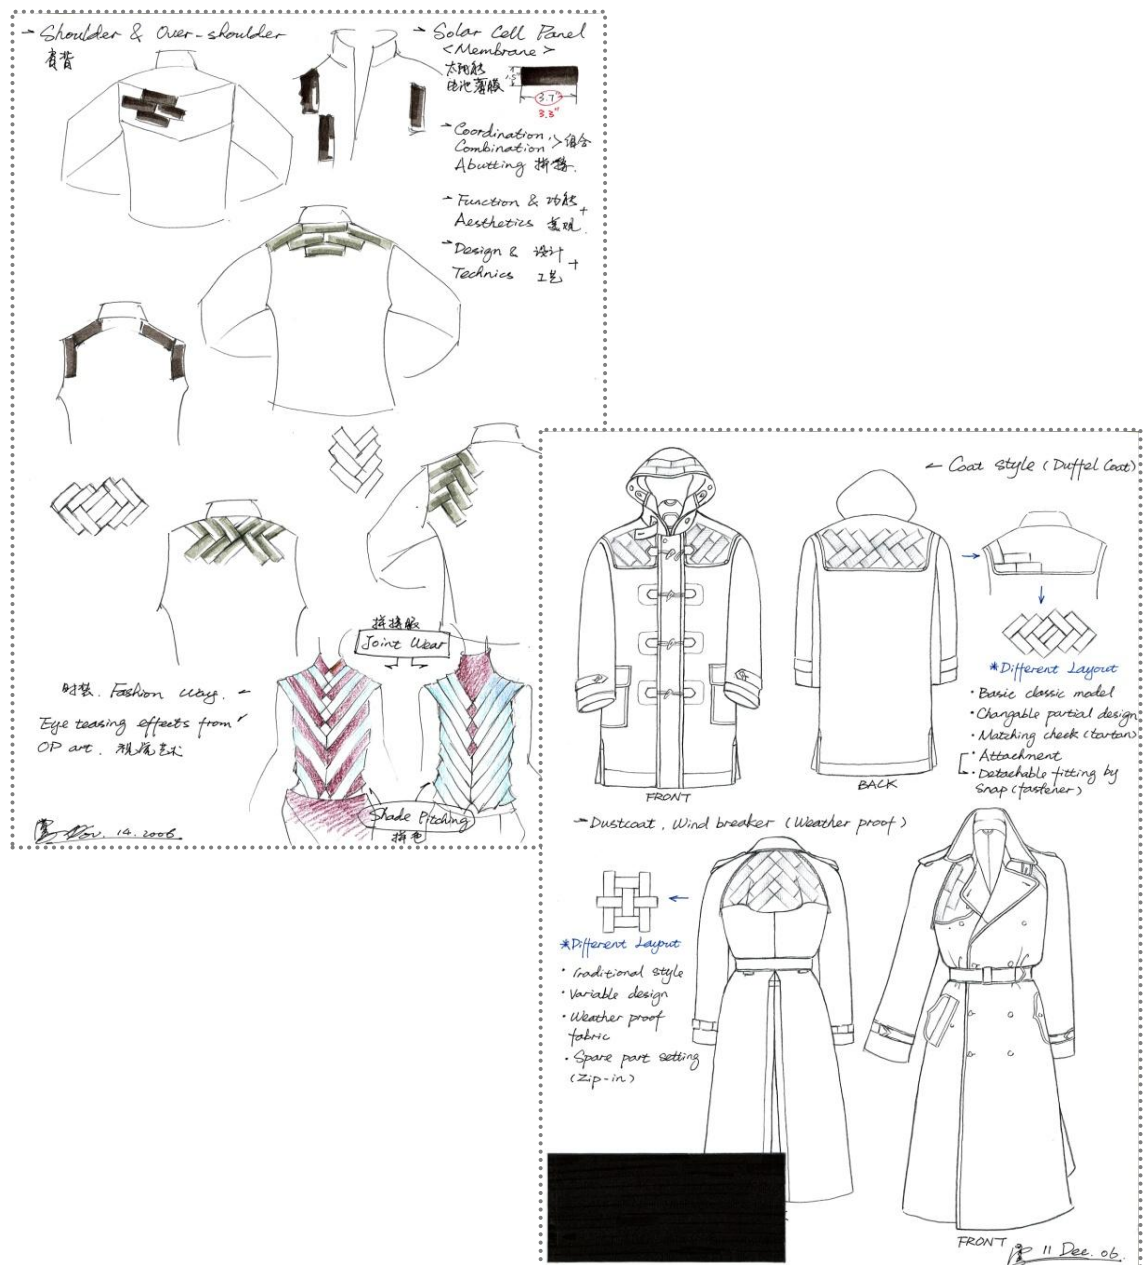 Shoulder & Over-shoulder
肩背
Solar Cell Panel
<Membrane>
太阳能
电池薄膜
1.5"
3.7"
3.3"
Coordination,
Combination > 组合
Abutting 拼接.
Function & 功能 +
Aesthetics 美观.
Design & 设计 +
Technics 工艺
拼接服
Joint Wear
时装. Fashion way.
Eye teasing effects from
OP art. 视觉艺术
Shade Pitching
拼色
Nov. 14. 2006
Coat style (Duffel Coat)
*Different Layout
· Basic classic model
· Changable partial design
· Matching check (tartan)
· Attachment
· Detachable fitting by
Snap (fastener)
FRONT
BACK
Dustcoat, Wind breaker (Weather proof)
*Different Layout
· Traditional style
· Variable design
· Weather proof
fabric
· Spare part setting
(Zip-in)
FRONT
11 Dec. 06.